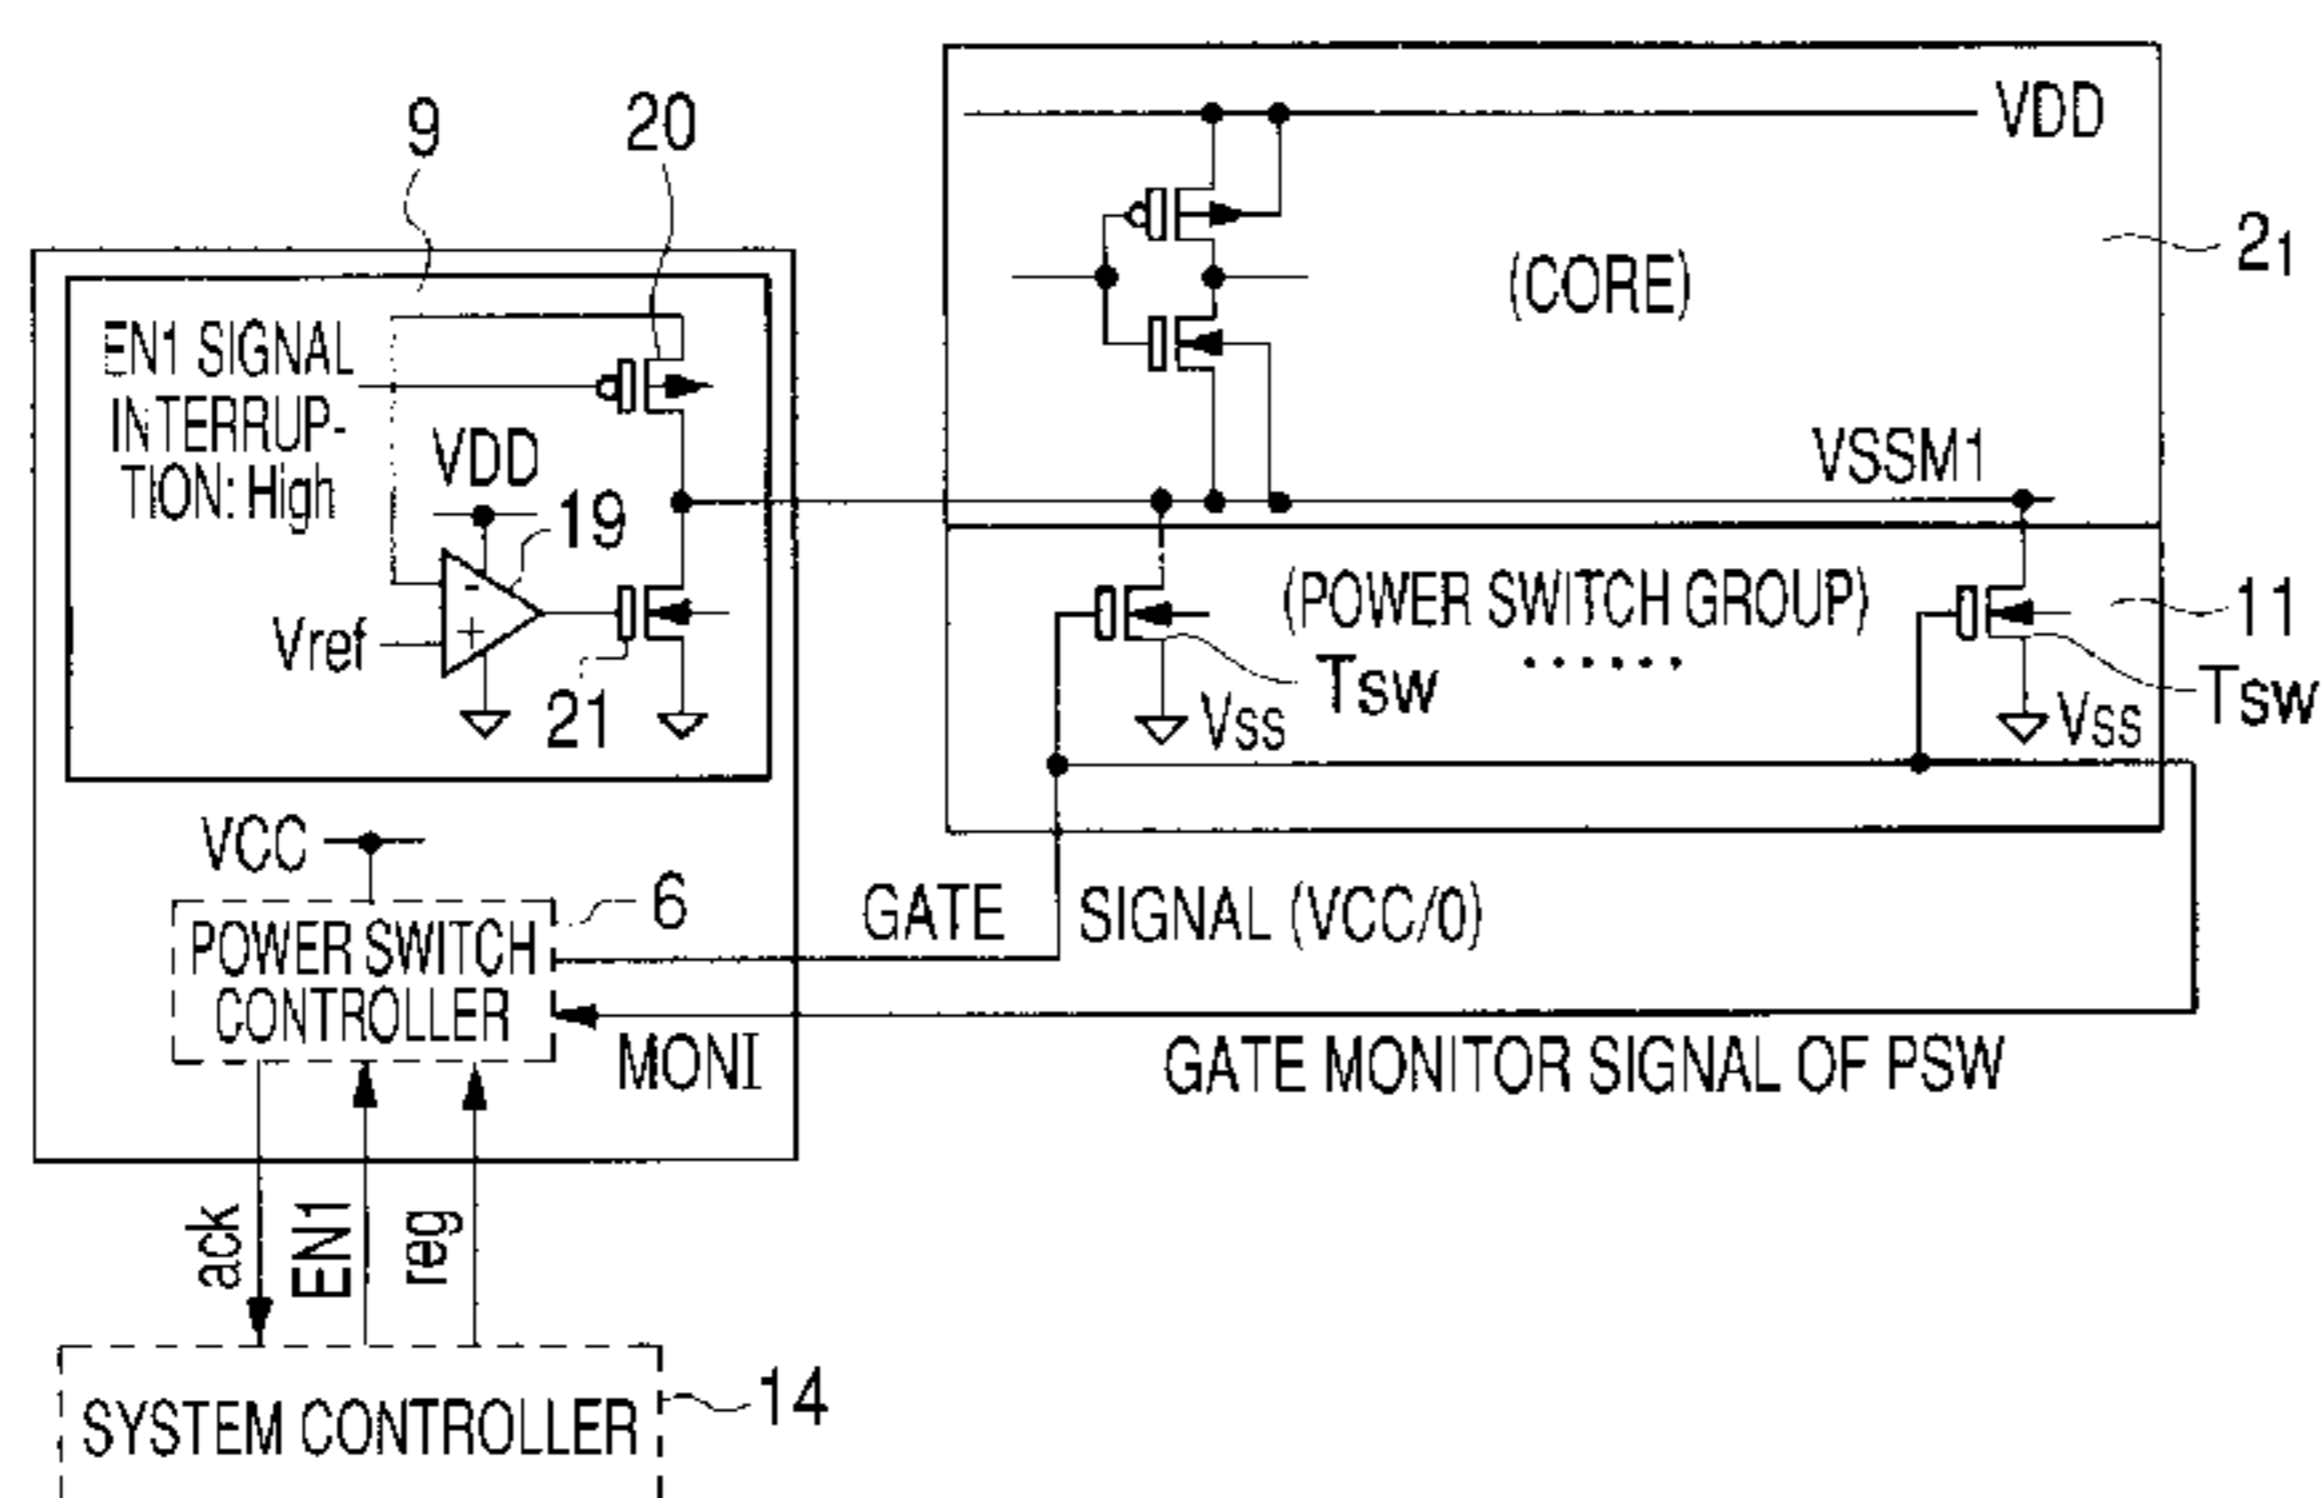 9
20
VDD
EN1 SIGNAL
INTERRUP-
TION: High
(CORE)
21
VDD
19
VSSM1
Vref
-
+
21
(POWER SWITCH GROUP)
......
11
Tsw
Tsw
Vss
Vss
VCC
6
POWER SWITCH
CONTROLLER
GATE SIGNAL (VCC/0)
MONI
GATE MONITOR SIGNAL OF PSW
ack
EN1
reg
SYSTEM CONTROLLER
14